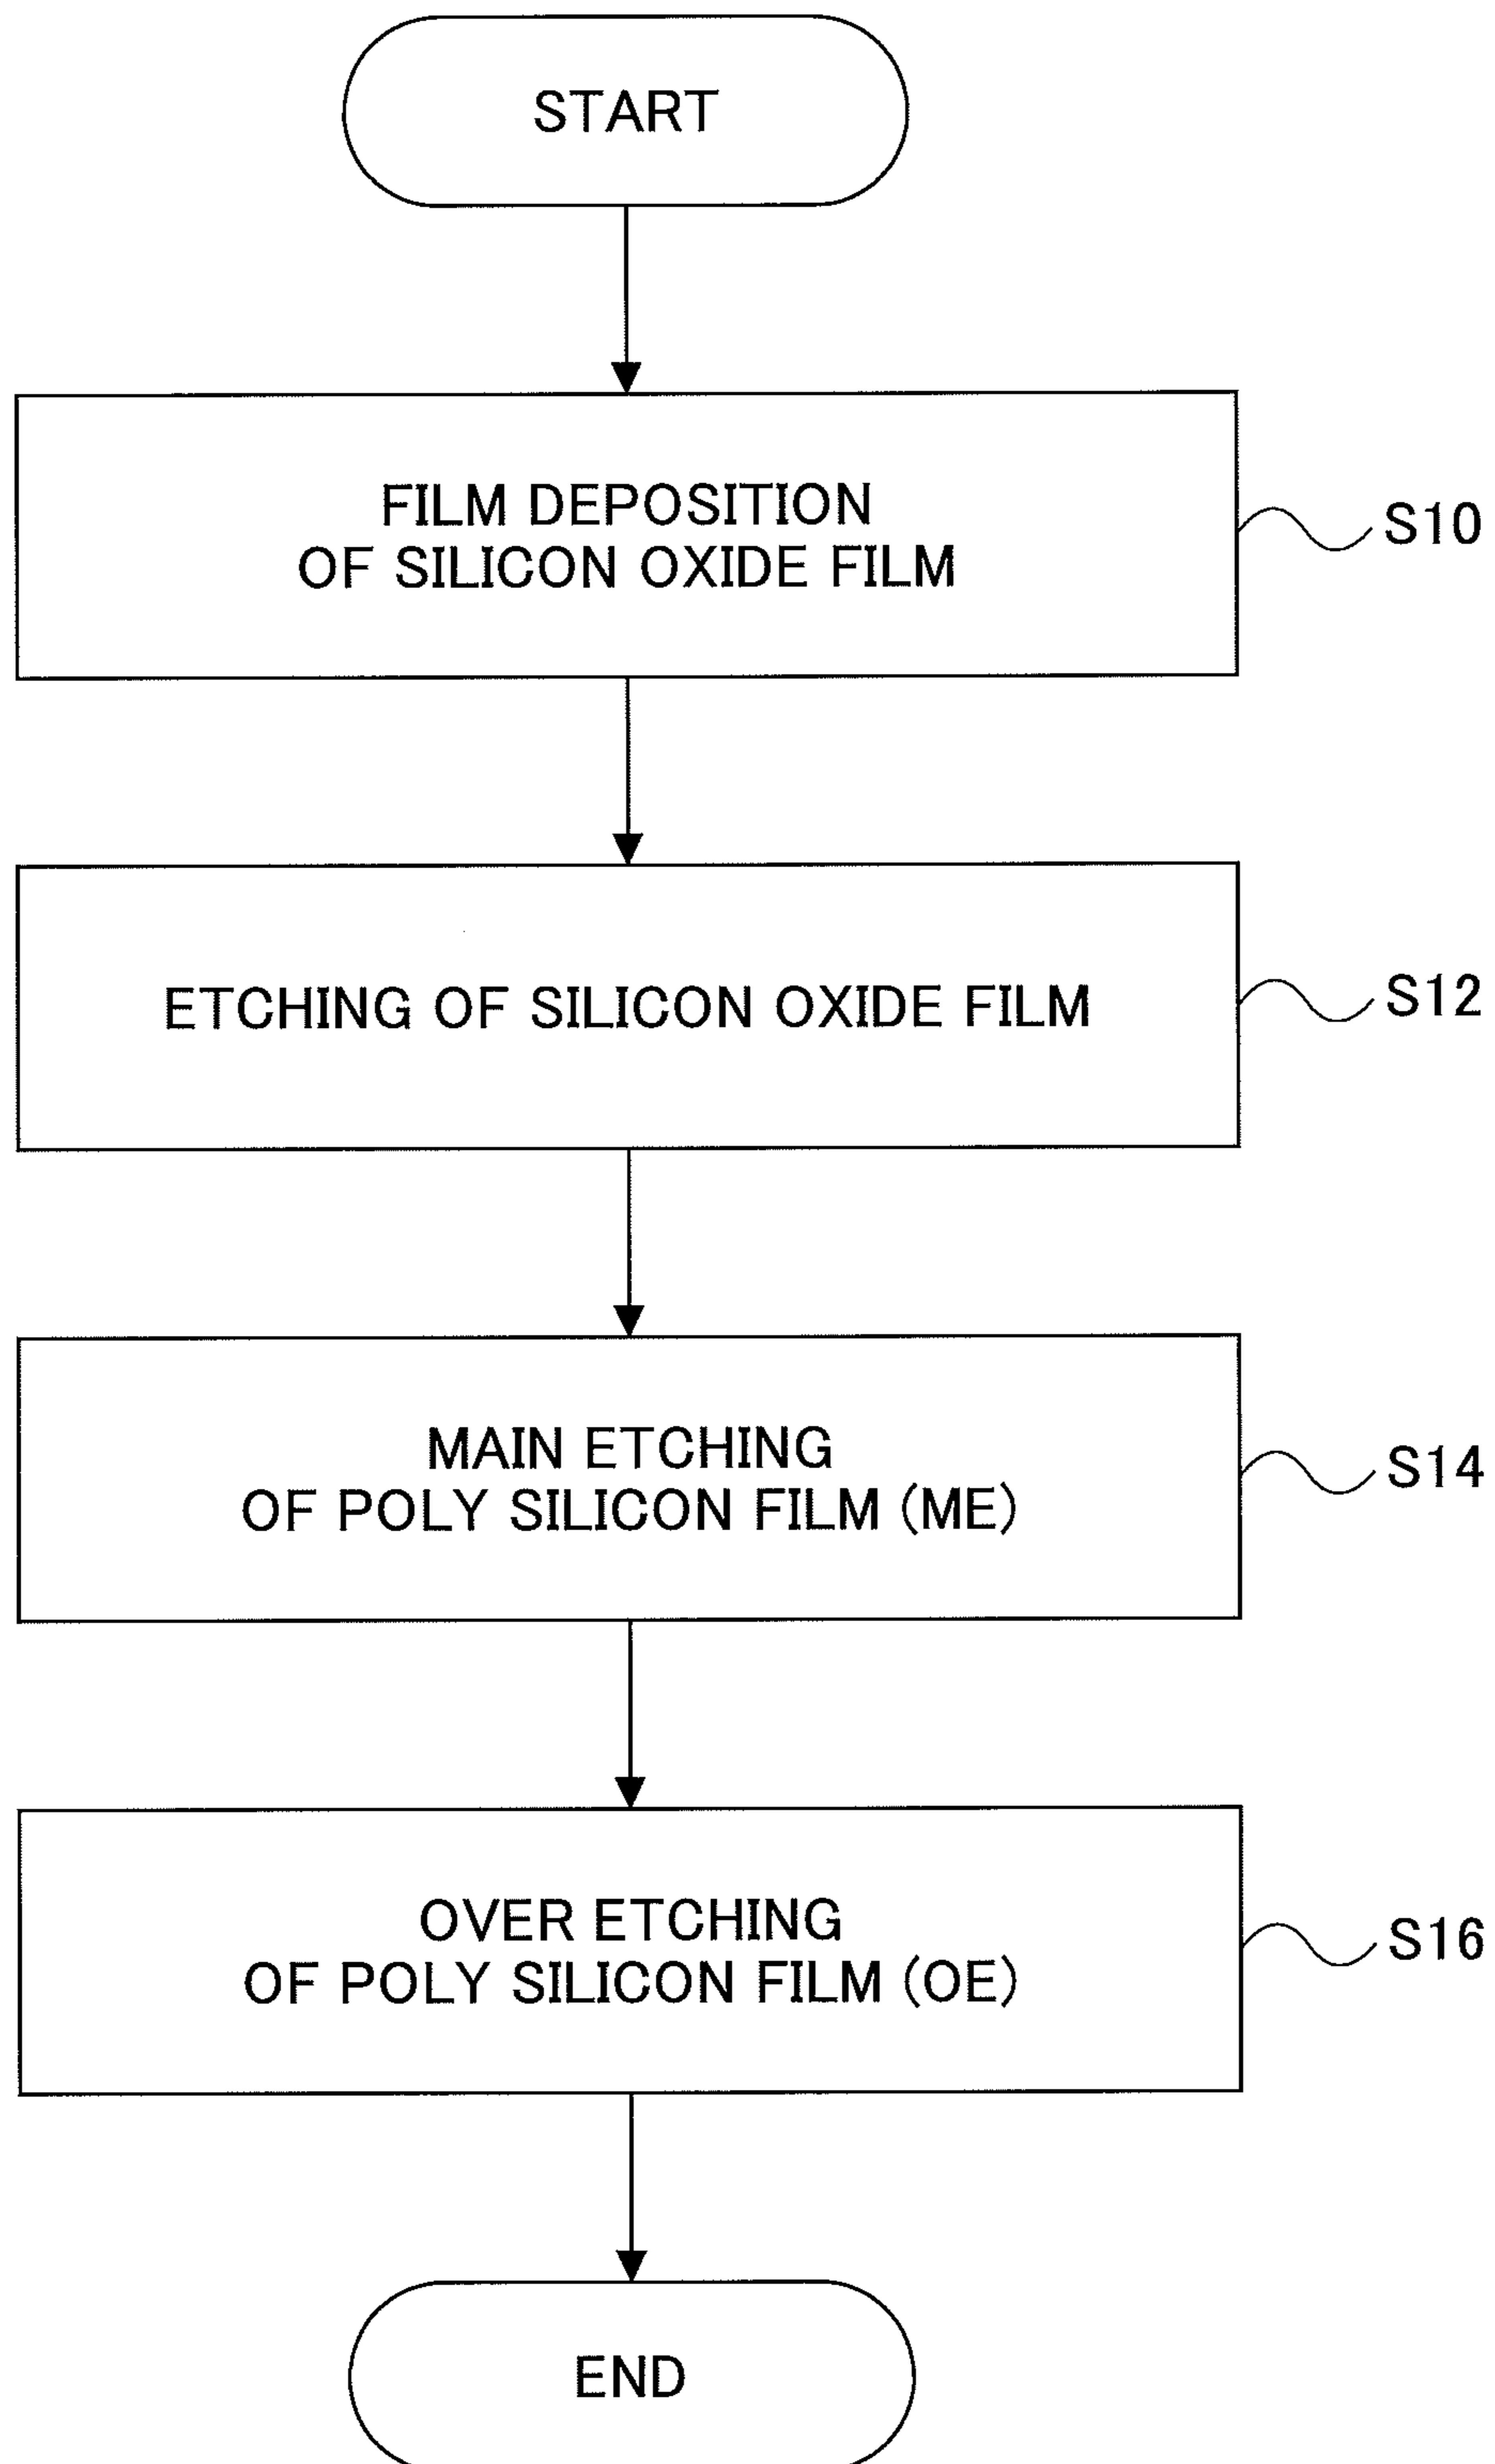 START
FILM DEPOSITION
OF SILICON OXIDE FILM
S10
ETCHING OF SILICON OXIDE FILM
S12
MAIN ETCHING
OF POLY SILICON FILM (ME)
S14
OVER ETCHING
OF POLY SILICON FILM (OE)
S16
END